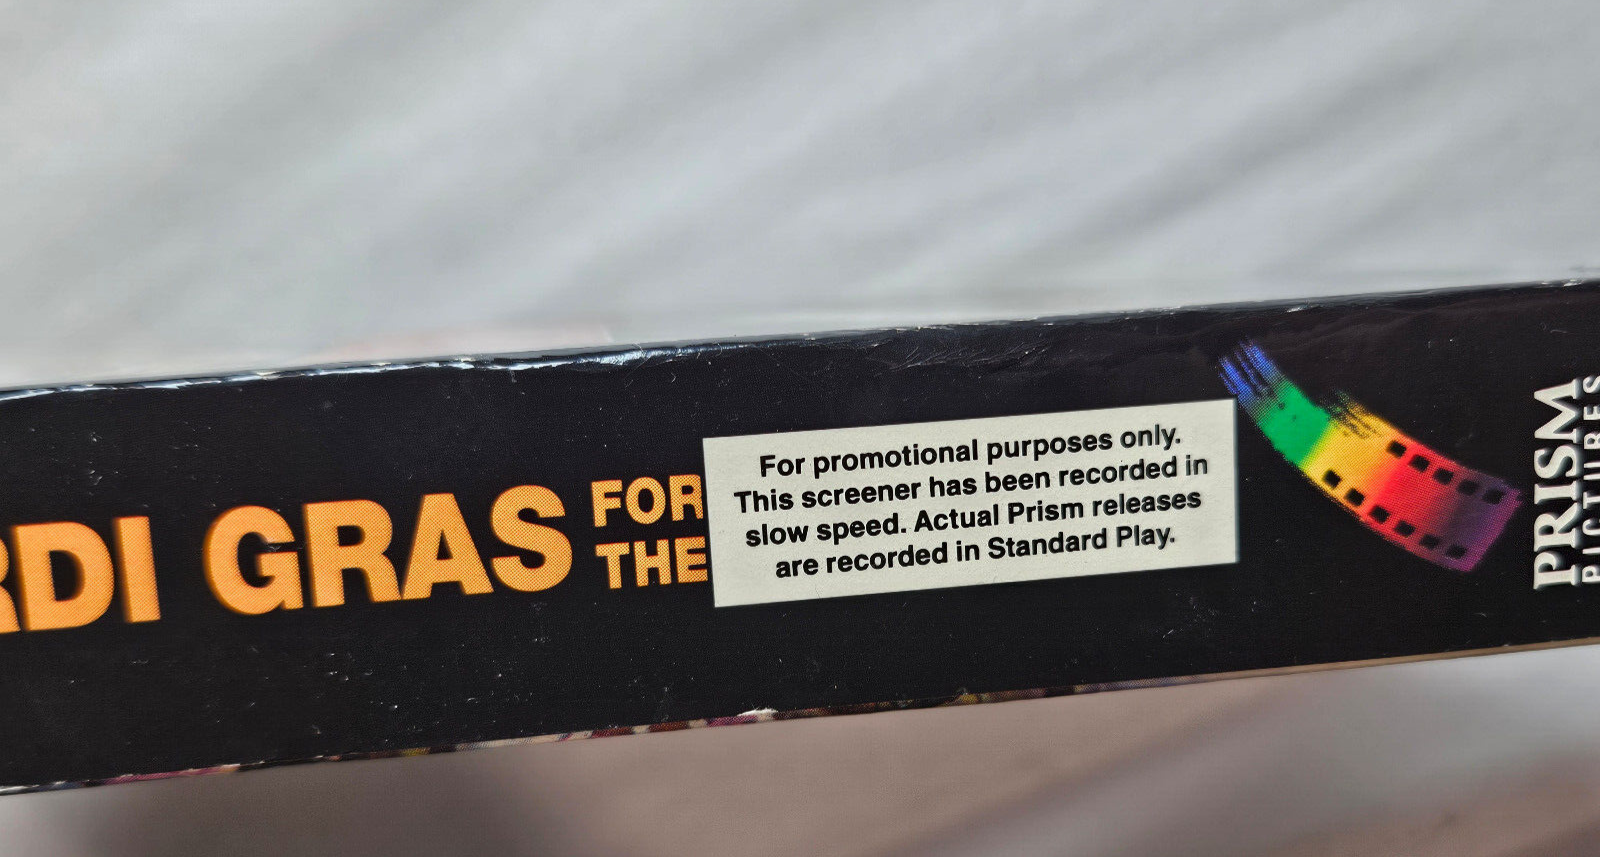 RDI GRAS FOR
THE
For promotional purposes only.
This screener has been recorded in
slow speed. Actual Prism releases
are recorded in Standard Play.
PRISM
PICTURES